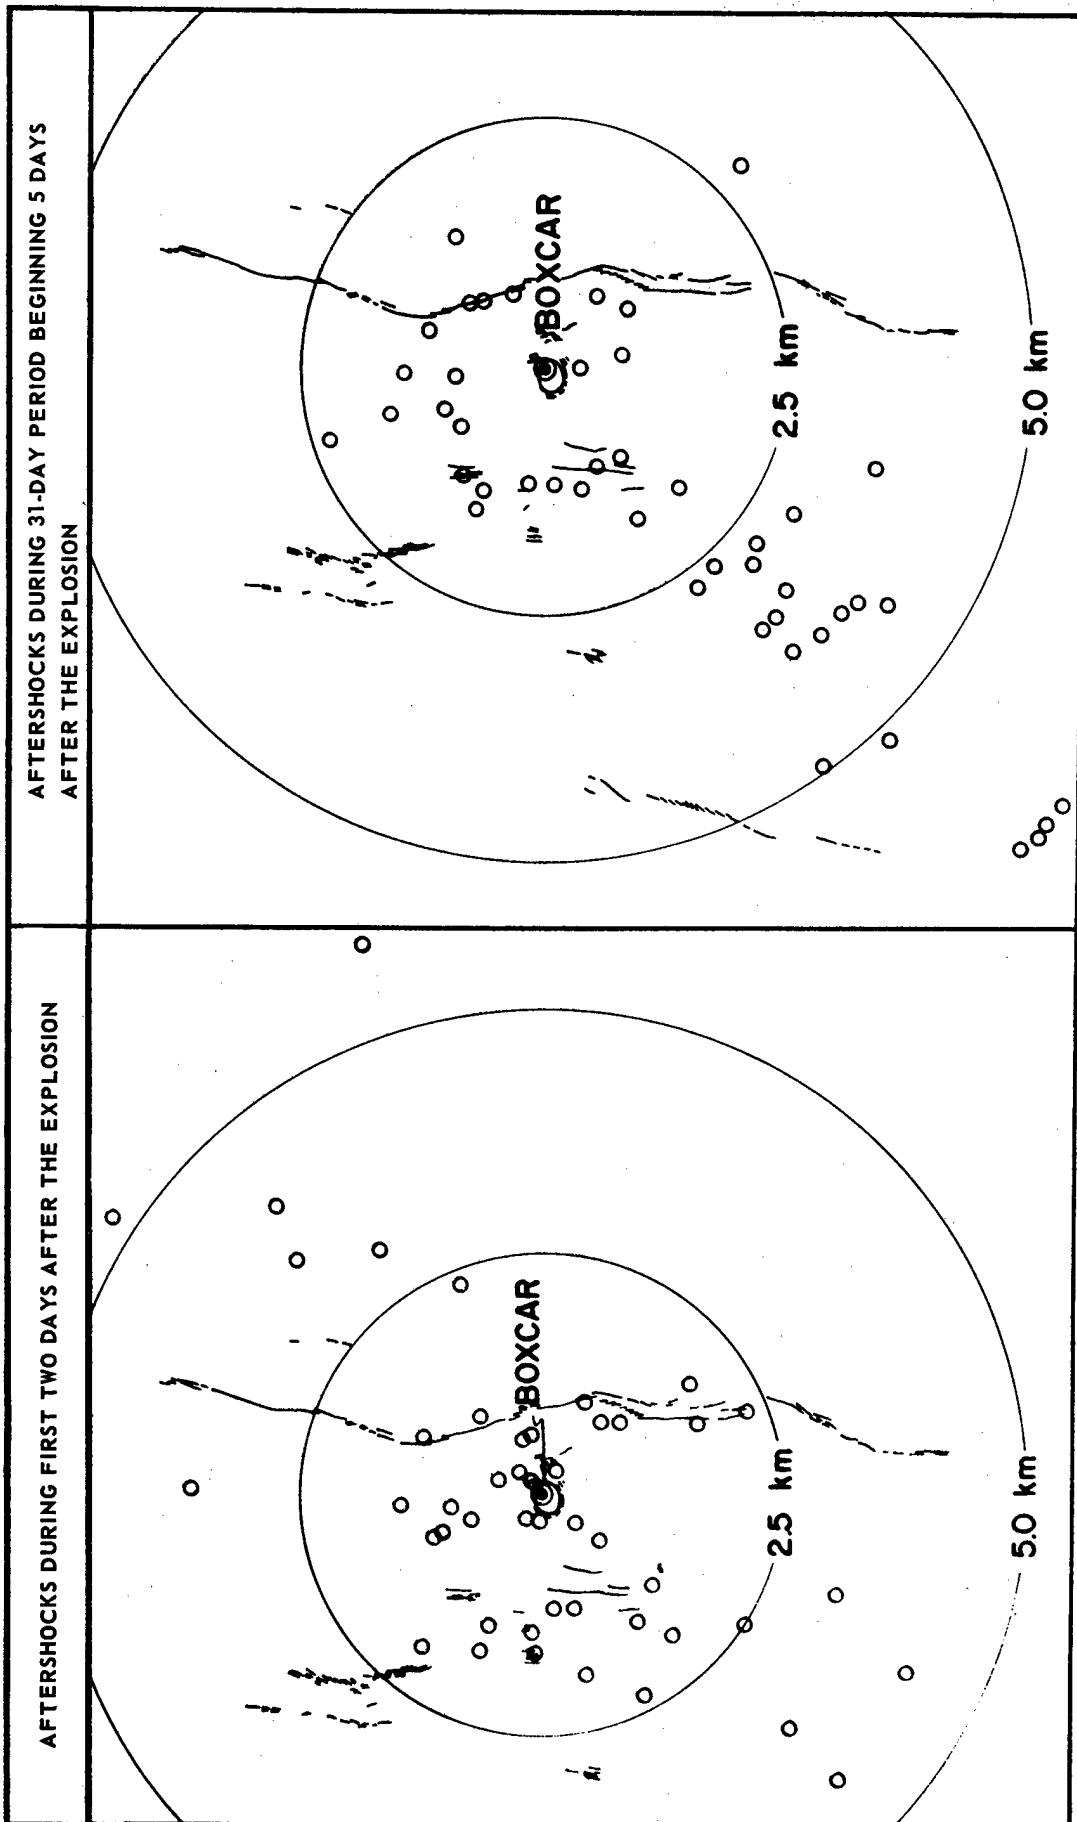 AFTERSHOCKS DURING FIRST TWO DAYS AFTER THE EXPLOSION
BOXCAR
2.5 km
5.0 km
AFTERSHOCKS DURING 31-DAY PERIOD BEGINNING 5 DAYS
AFTER THE EXPLOSION
BOXCAR
2.5 km
5.0 km